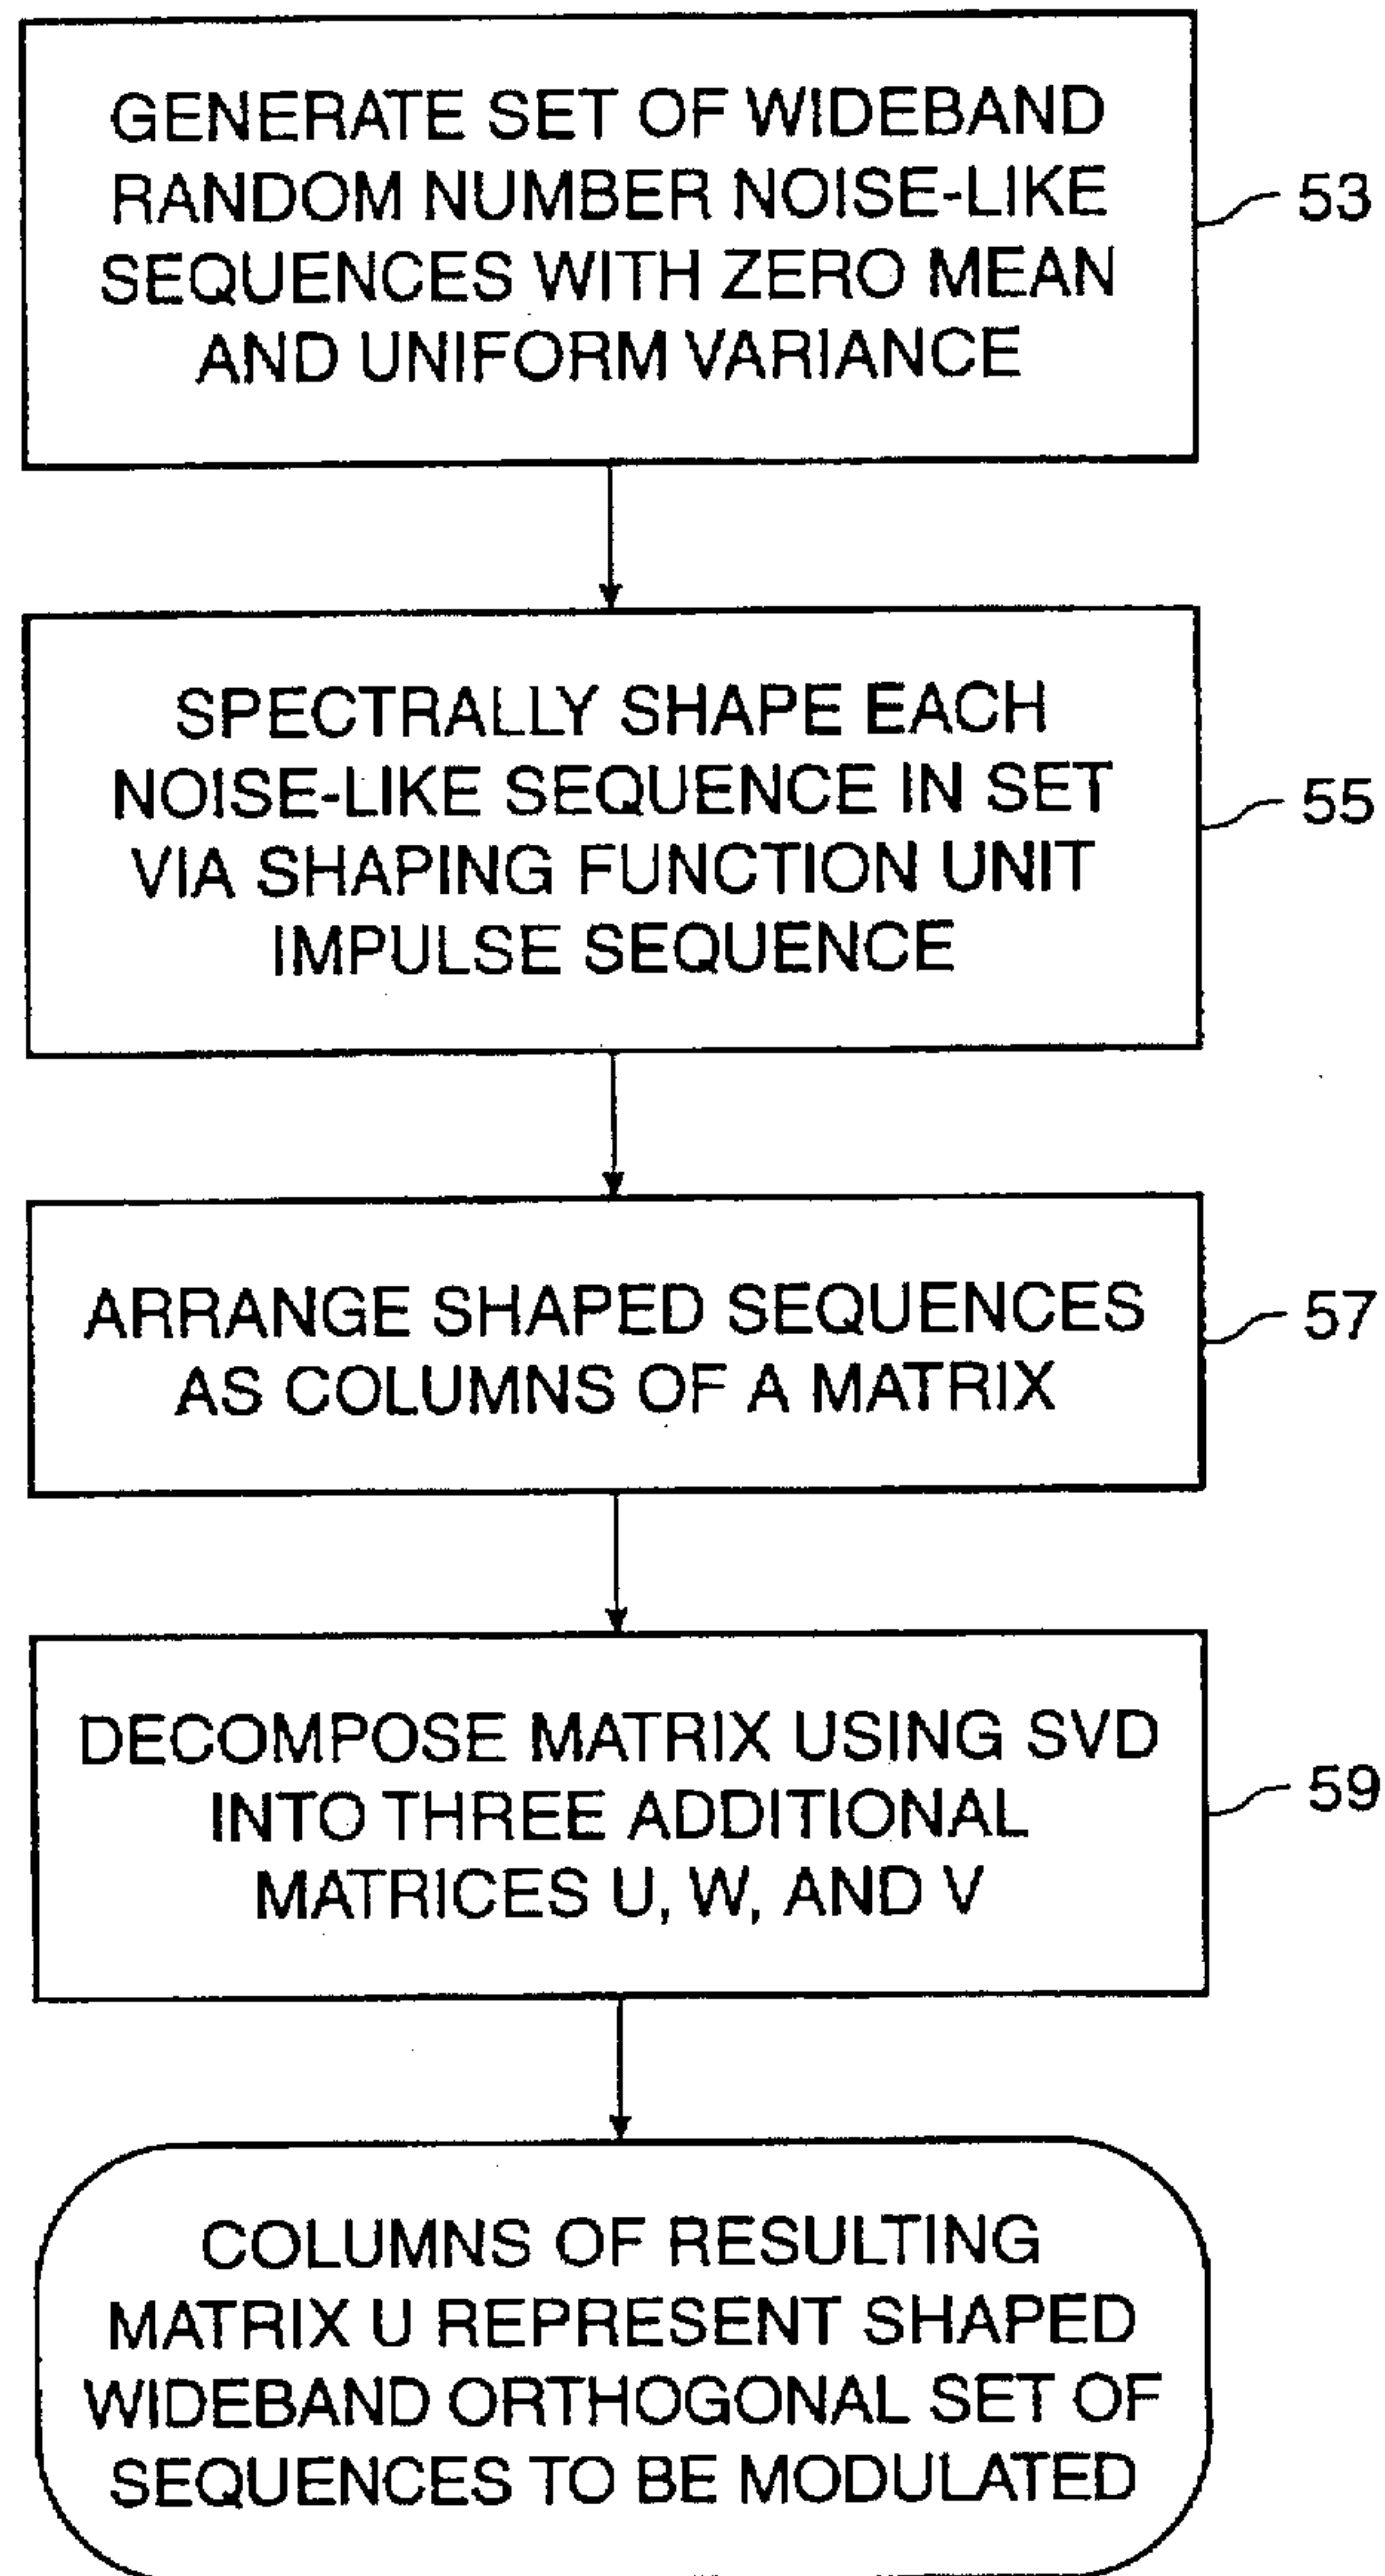 GENERATE SET OF WIDEBAND
RANDOM NUMBER NOISE-LIKE
SEQUENCES WITH ZERO MEAN
AND UNIFORM VARIANCE
53
SPECTRALLY SHAPE EACH
NOISE-LIKE SEQUENCE IN SET
VIA SHAPING FUNCTION UNIT
IMPULSE SEQUENCE
55
ARRANGE SHAPED SEQUENCES
AS COLUMNS OF A MATRIX
57
DECOMPOSE MATRIX USING SVD
INTO THREE ADDITIONAL
MATRICES U, W, AND V
59
COLUMNS OF RESULTING
MATRIX U REPRESENT SHAPED
WIDEBAND ORTHOGONAL SET OF
SEQUENCES TO BE MODULATED